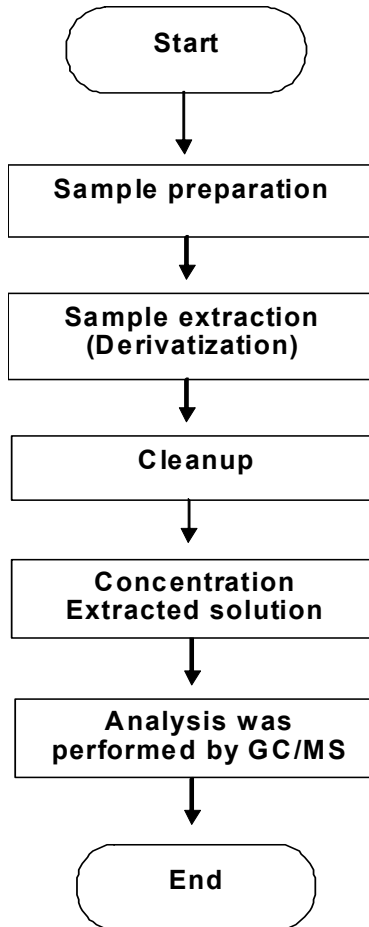 Start
Sample preparation
Sample extraction
(Derivatization)
Cleanup
Concentration
Extracted solution
Analysis was
performed by GC/MS
End